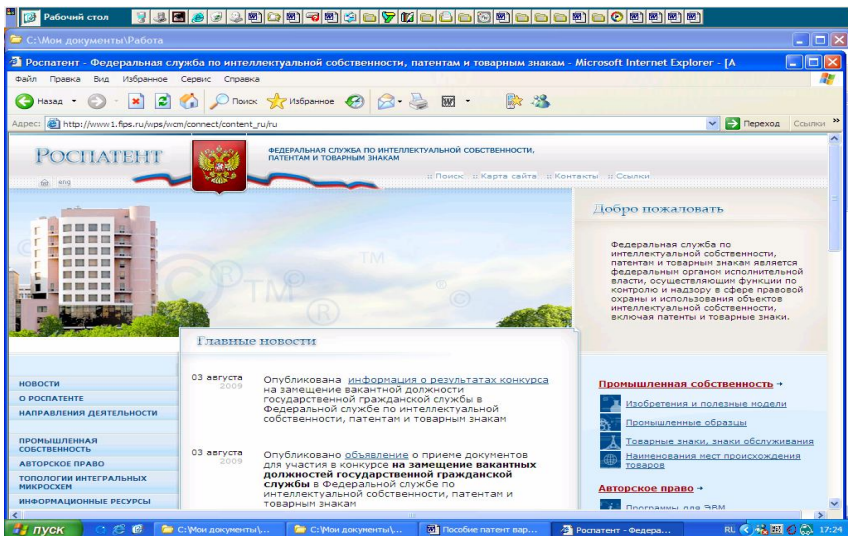 Рабочий стол
C:\Мои документы\Работа
Роспатент - Федеральная служба по интеллектуальной собственности, патентам и товарным знакам - Microsoft Internet Explorer - [А
Файл Правка Вид Избранное Сервис Справка
Назад Поиск Избранное
Адрес: http://www1.fips.ru/wps/wcm/connect/content_ru/ru Переход Ссылки »
РОСПАТЕНТ
ФЕДЕРАЛЬНАЯ СЛУЖБА ПО ИНТЕЛЛЕКТУАЛЬНОЙ СОБСТВЕННОСТИ,
ПАТЕНТАМ И ТОВАРНЫМ ЗНАКАМ
eng
:: Поиск :: Карта сайта :: Контакты :: Ссылки
Добро пожаловать
Федеральная служба по
интеллектуальной собственности,
патентам и товарным знакам является
федеральным органом исполнительной
власти, осуществляющим функции по
контролю и надзору в сфере правовой
охраны и использования объектов
интеллектуальной собственности,
включая патенты и товарные знаки.
© ® TM © TM ® ©
Главные новости
03 августа
2009
Опубликована информация о результатах конкурса
на замещение вакантной должности
государственной гражданской службы в
Федеральной службе по интеллектуальной
собственности, патентам и товарным знакам
03 августа
2009
Опубликовано объявление о приеме документов
для участия в конкурсе на замещение вакантных
должностей государственной гражданской
службы в Федеральной службе по
интеллектуальной собственности, патентам и
товарным знакам
НОВОСТИ
О РОСПАТЕНТЕ
НАПРАВЛЕНИЯ ДЕЯТЕЛЬНОСТИ
ПРОМЫШЛЕННАЯ
СОБСТВЕННОСТЬ
АВТОРСКОЕ ПРАВО
ТОПОЛОГИИ ИНТЕГРАЛЬНЫХ
МИКРОСХЕМ
ИНФОРМАЦИОННЫЕ РЕСУРСЫ
Промышленная собственность
Изобретения и полезные модели
Промышленные образцы
Товарные знаки, знаки обслуживания
Наименования мест происхождения
товаров
Авторское право
Программы для ЭВМ
пуск
C:\Мои документы\...
C:\Мои документы\...
Пособие патент вар...
Роспатент - Федера...
RL
17:24